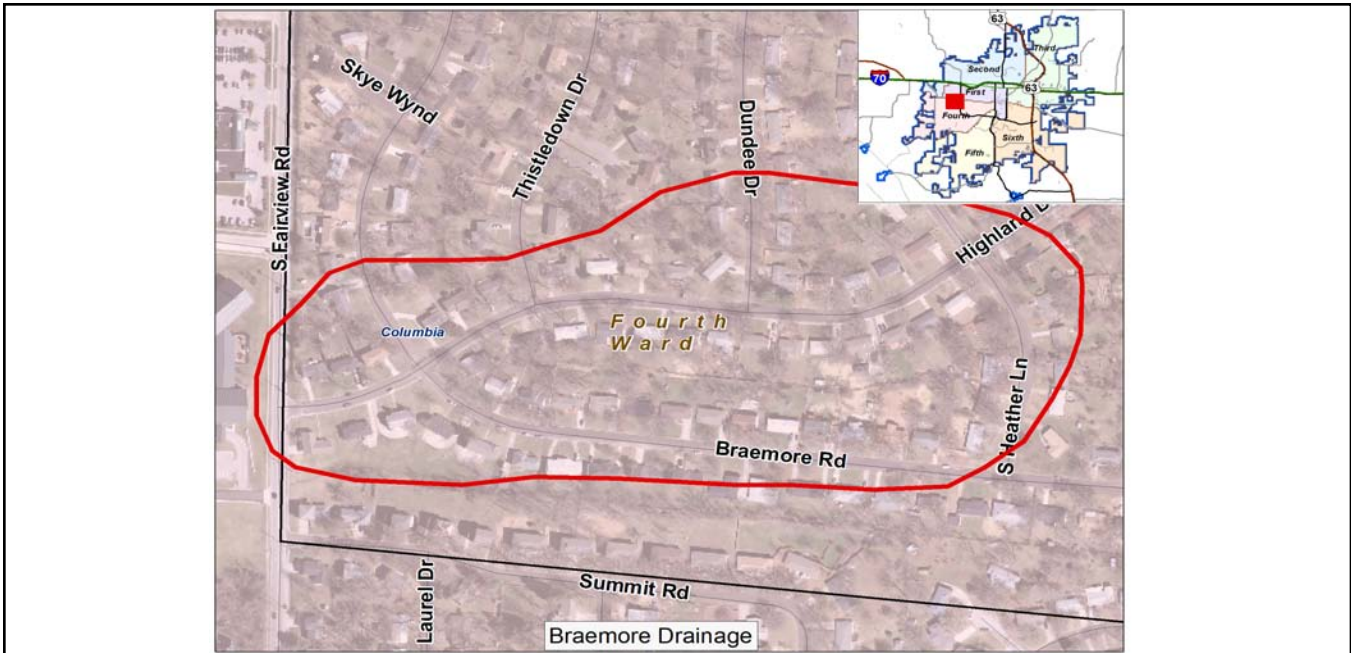 63
Third
Second
70
63
First
Fourth
Sixth
Fifth
Skye Wynd
Thistledown Dr
Dundee Dr
S Fairview Rd
Highland
Columbia
Fourth
Ward
S Heather Ln
Braemore Rd
Laurel Dr
Summit Rd
Braemore Drainage